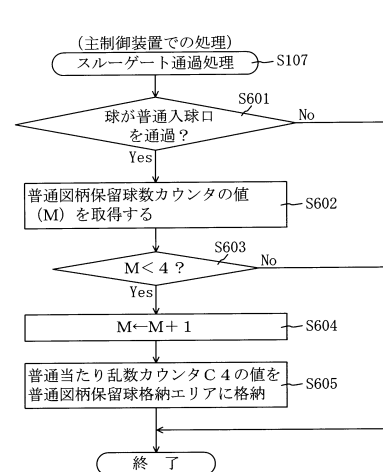 (主制御装置での処理)
スルーゲート通過処理
S107
S601
球が普通入球口
を通過？
No
Yes
普通図柄保留球数カウンタの値
(M)を取得する
S602
S603
M＜4？
No
Yes
M←M＋1
S604
普通当たり乱数カウンタC4の値を
普通図柄保留球格納エリアに格納
S605
終 了